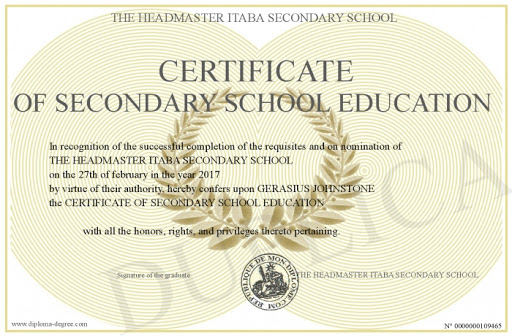 THE HEADMASTER ITABA SECONDARY SCHOOL
CERTIFICATE
OF SECONDARY SCHOOL EDUCATION
In recognition of the successful completion of the requisites and on nomination of
THE HEADMASTER ITABA SECONDARY SCHOOL
on the 27th of february in the year 2017
by virtue of their authority, hereby confers upon GERASIUS JOHNSTONE
the CERTIFICATE OF SECONDARY SCHOOL EDUCATION
with all the honors, rights, and privileges thereto pertaining.
Signature of the graduate
REPUBLIQUE DE MON-DIPLOME.COM
THE HEADMASTER ITABA SECONDARY SCHOOL
www.diploma-degree.com
N° 0000000109465
DUPLICATA